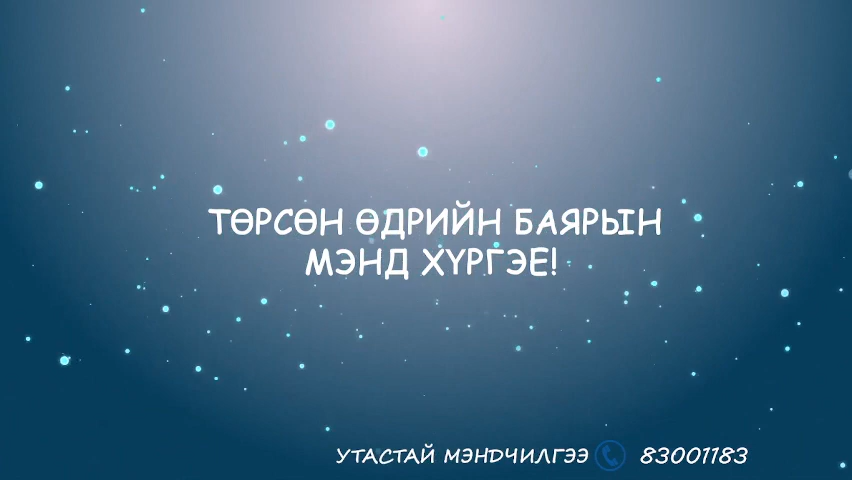 ТӨРСӨН ӨДРИЙН БАЯРЫН
МЭНД ХҮРГЭЕ!
УТАСТАЙ МЭНДЧИЛГЭЭ 83001183